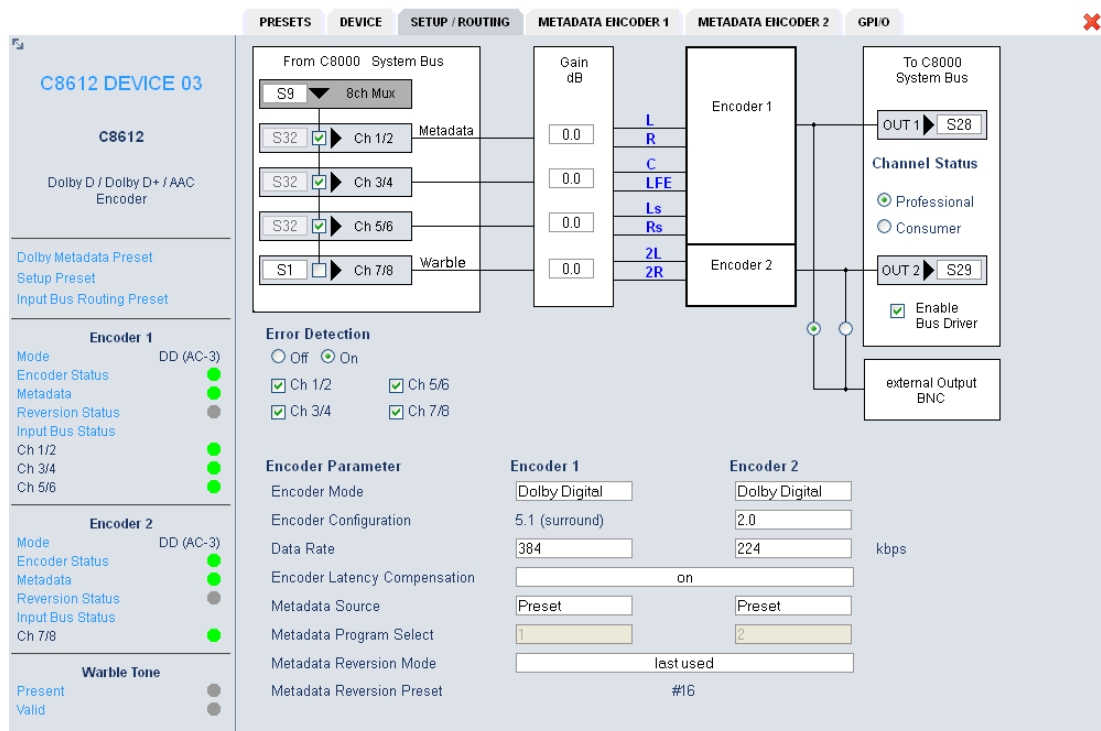 PRESETS DEVICE SETUP / ROUTING METADATA ENCODER 1 METADATA ENCODER 2 GPI/O
C8612 DEVICE 03
C8612
Dolby D / Dolby D+ / AAC
Encoder
Dolby Metadata Preset
Setup Preset
Input Bus Routing Preset
Encoder 1
Mode DD (AC-3)
Encoder Status
Metadata
Reversion Status
Input Bus Status
Ch 1/2
Ch 3/4
Ch 5/6
Encoder 2
Mode DD (AC-3)
Encoder Status
Metadata
Reversion Status
Input Bus Status
Ch 7/8
Warble Tone
Present
Valid
From C8000 System Bus
S9 8ch Mux
S32 Ch 1/2 Metadata
S32 Ch 3/4
S32 Ch 5/6
S1 Ch 7/8 Warble
Gain
dB
0.0
0.0
0.0
0.0
L
R
C
LFE
Ls
Rs
2L
2R
Encoder 1
Encoder 2
To C8000
System Bus
OUT 1 S28
Channel Status
Professional
Consumer
OUT 2 S29
Enable
Bus Driver
external Output
BNC
Error Detection
Off On
Ch 1/2 Ch 5/6
Ch 3/4 Ch 7/8
Encoder Parameter Encoder 1 Encoder 2
Encoder Mode Dolby Digital Dolby Digital
Encoder Configuration 5.1 (surround) 2.0
Data Rate 384 224 kbps
Encoder Latency Compensation on
Metadata Source Preset Preset
Metadata Program Select 1 2
Metadata Reversion Mode last used
Metadata Reversion Preset #16